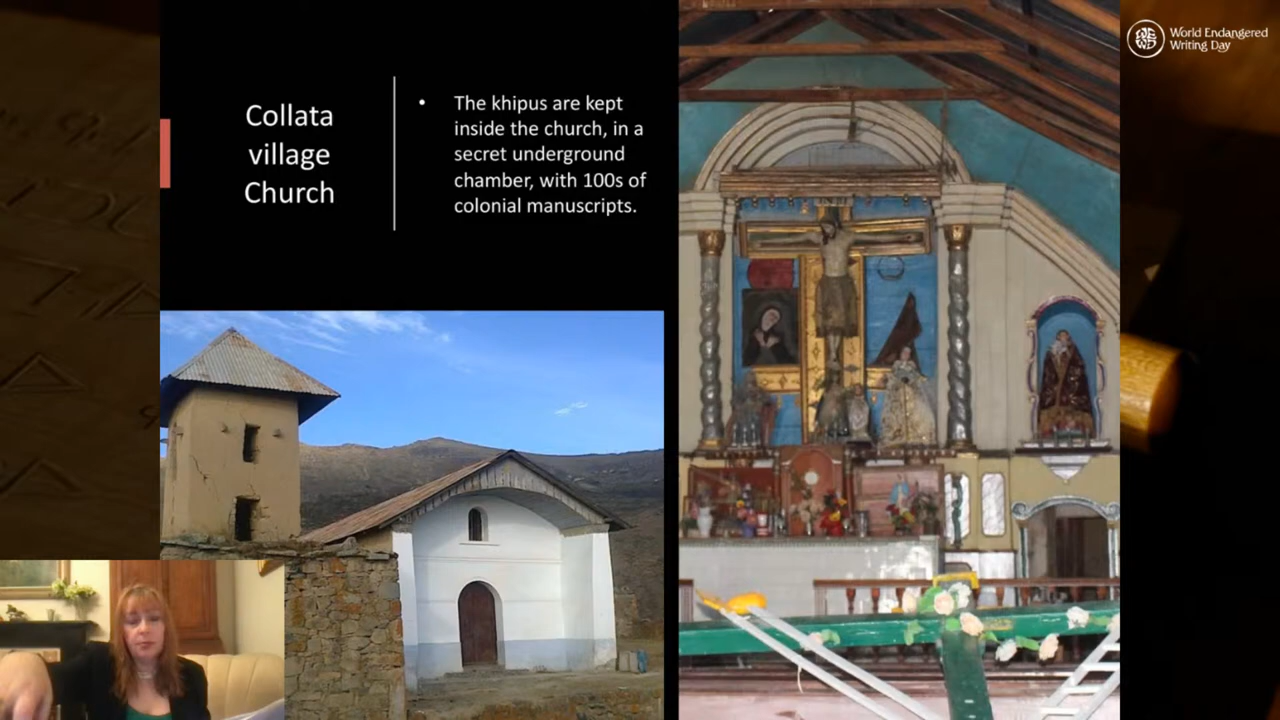 World Endangered
Writing Day
Collata
village
Church
• The khipus are kept
inside the church, in a
secret underground
chamber, with 100s of
colonial manuscripts.